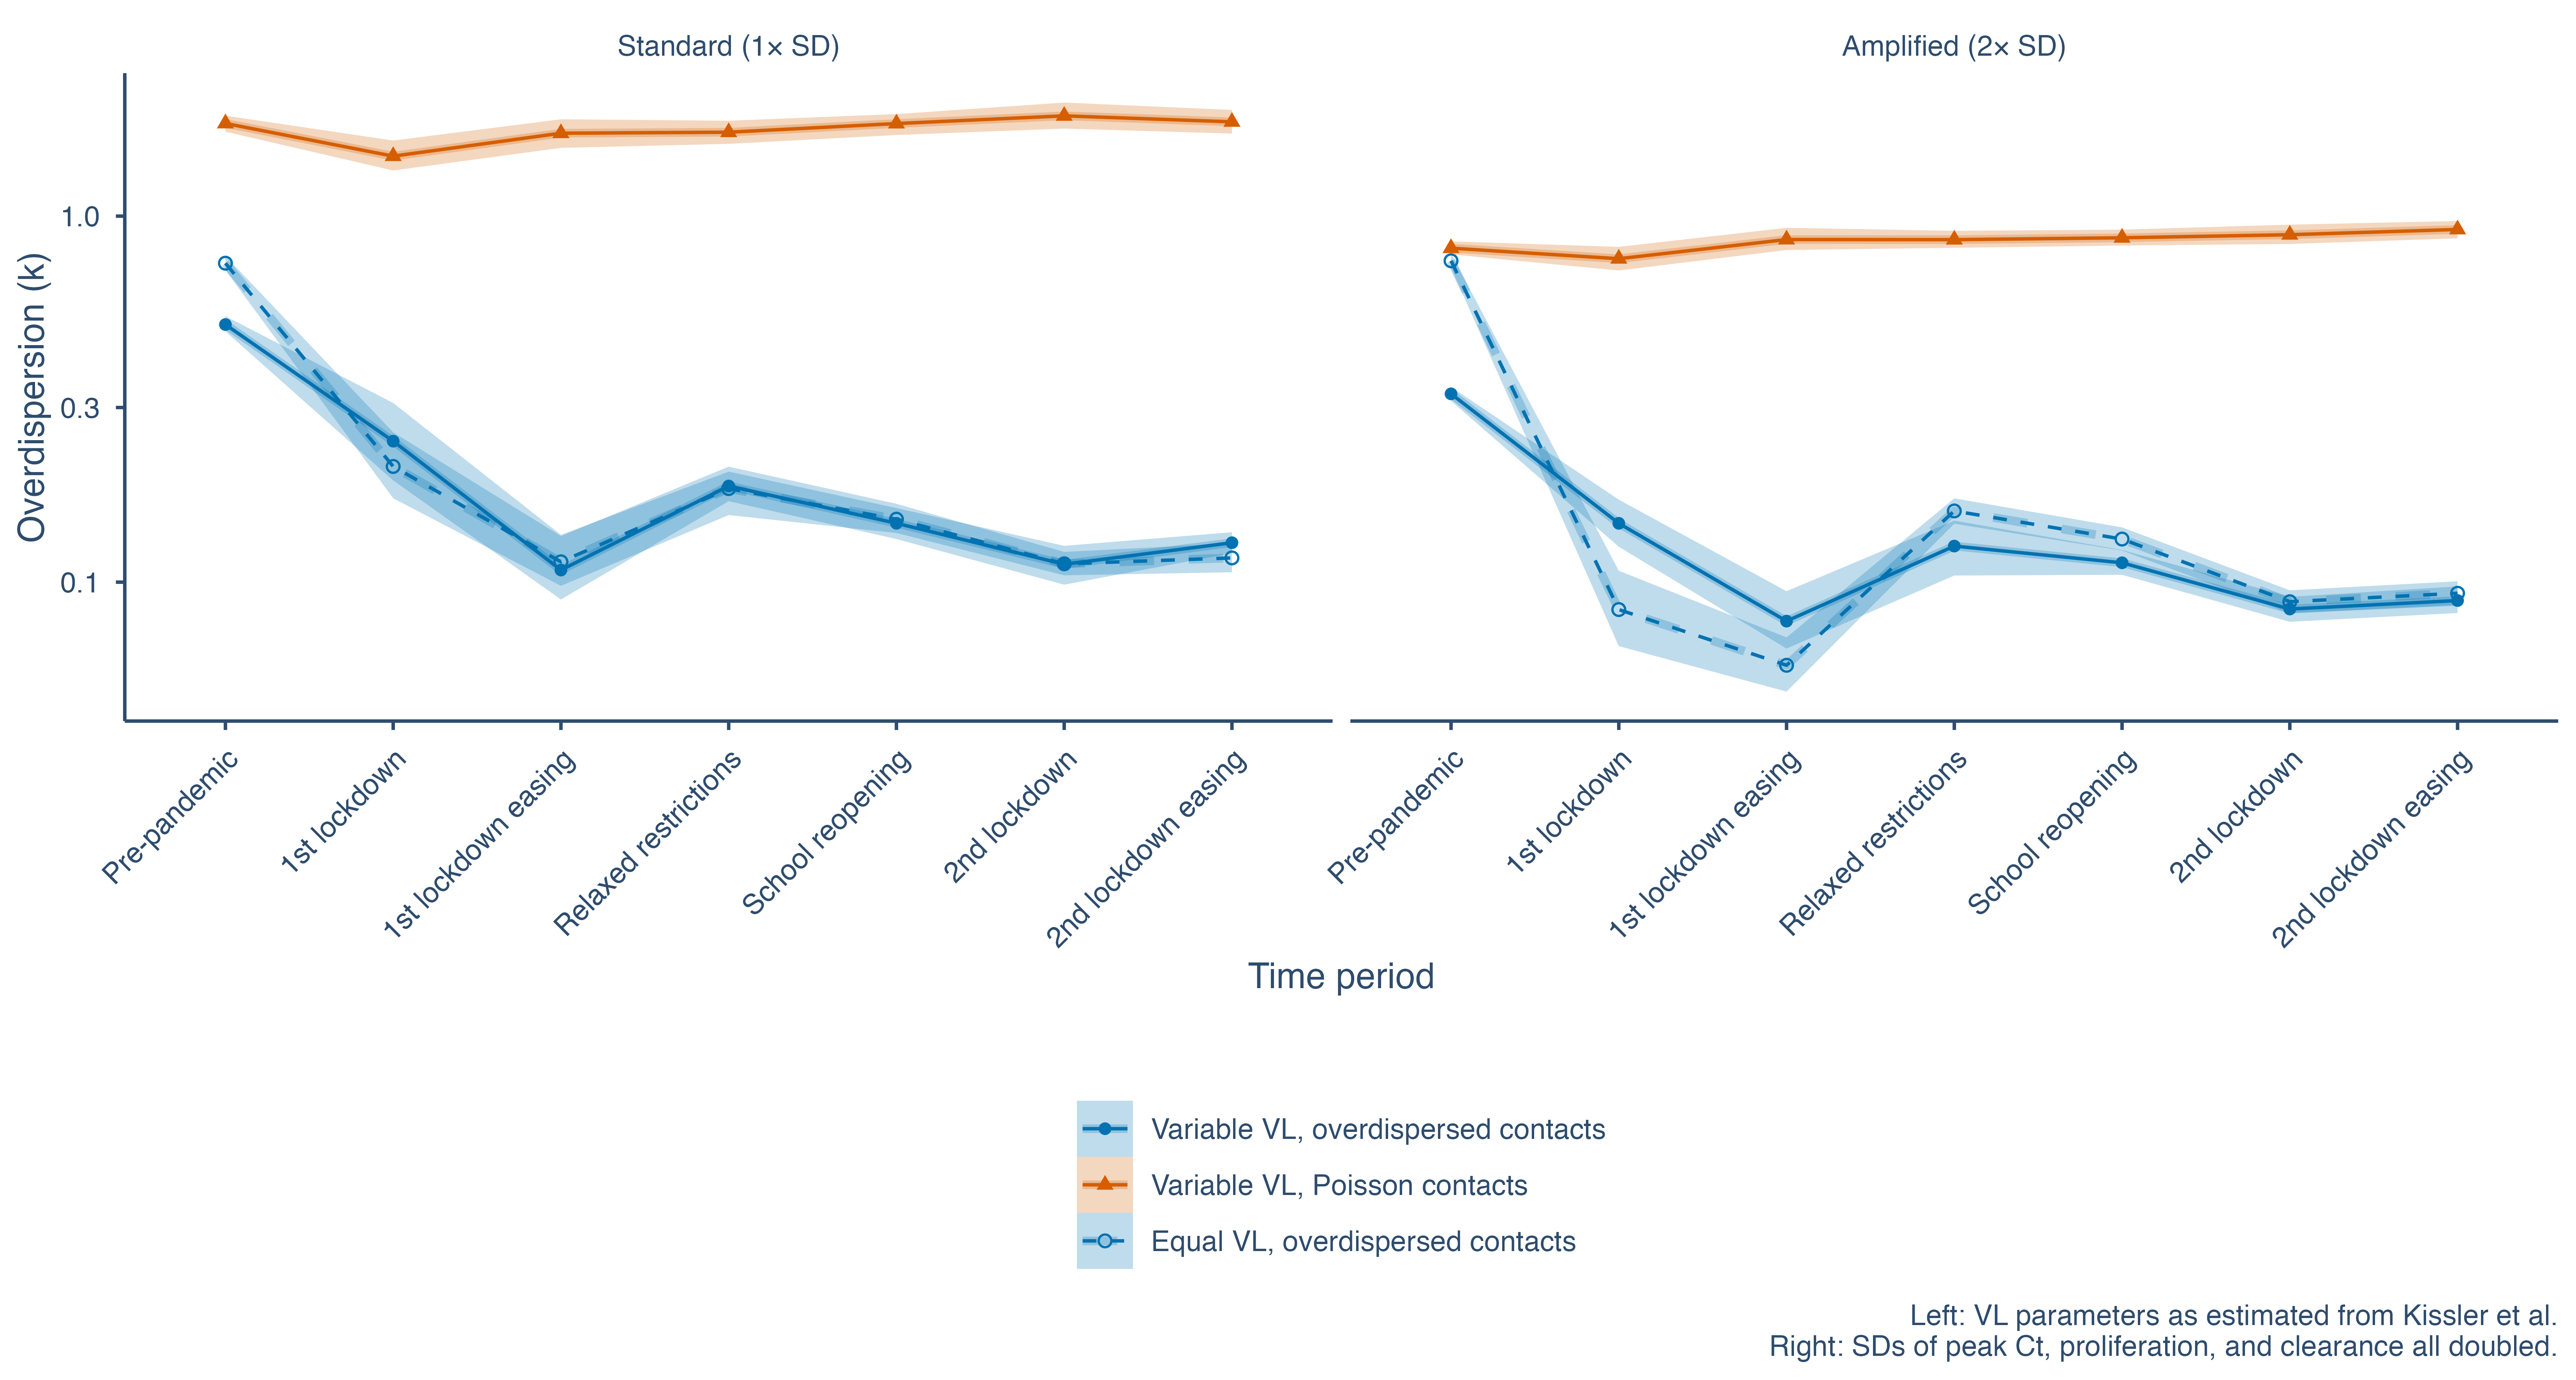 Standard (1× SD)
Amplified (2× SD)
Overdispersion (k)
1.0
0.3
0.1
Pre-pandemic
1st lockdown
1st lockdown easing
Relaxed restrictions
School reopening
2nd lockdown
2nd lockdown easing
Pre-pandemic
1st lockdown
1st lockdown easing
Relaxed restrictions
School reopening
2nd lockdown
2nd lockdown easing
Time period
Variable VL, overdispersed contacts
Variable VL, Poisson contacts
Equal VL, overdispersed contacts
Left: VL parameters as estimated from Kissler et al.
Right: SDs of peak Ct, proliferation, and clearance all doubled.